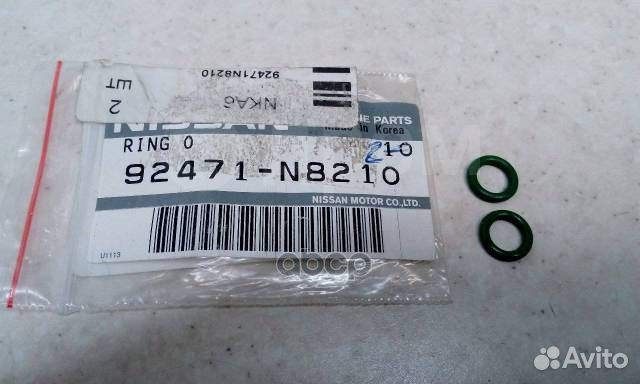 92471N8210
2 ШТ
NKA6
NISSAN
NE PARTS
Made In Korea
RING O
210
92471-N8210
NISSAN MOTOR CO.,LTD.
U1113
Avito